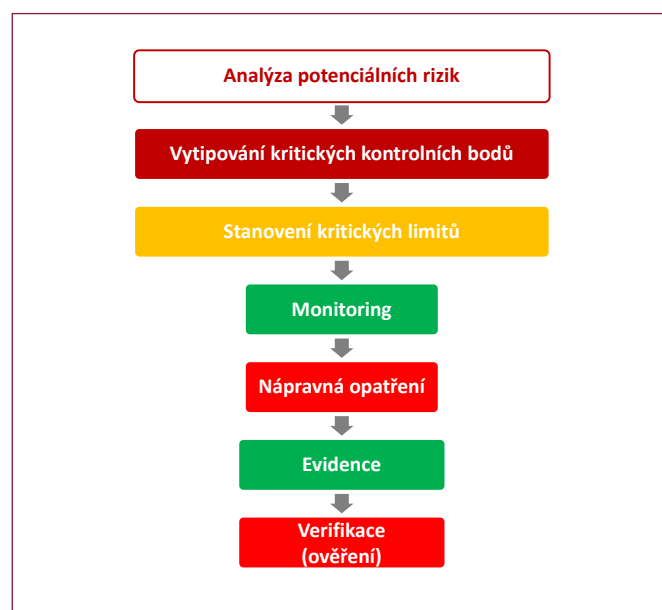 Analýza potenciálních rizik
Vytipování kritických kontrolních bodů
Stanovení kritických limitů
Monitoring
Nápravná opatření
Evidence
Verifikace
(ověření)